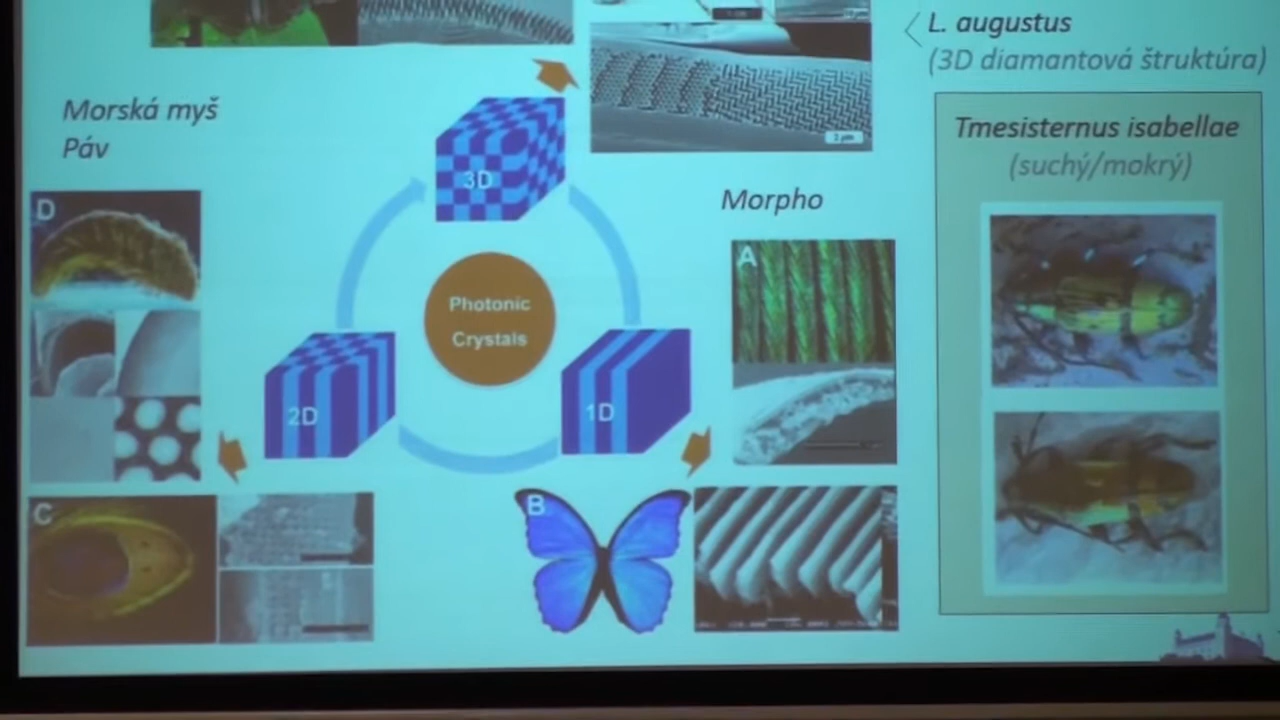 L. augustus
(3D diamantová štruktúra)
Morská myš
Páv
Tmesisternus isabellae
(suchý/mokrý)
Morpho
D
3D
A
Photonic
Crystals
2D
1D
C
B